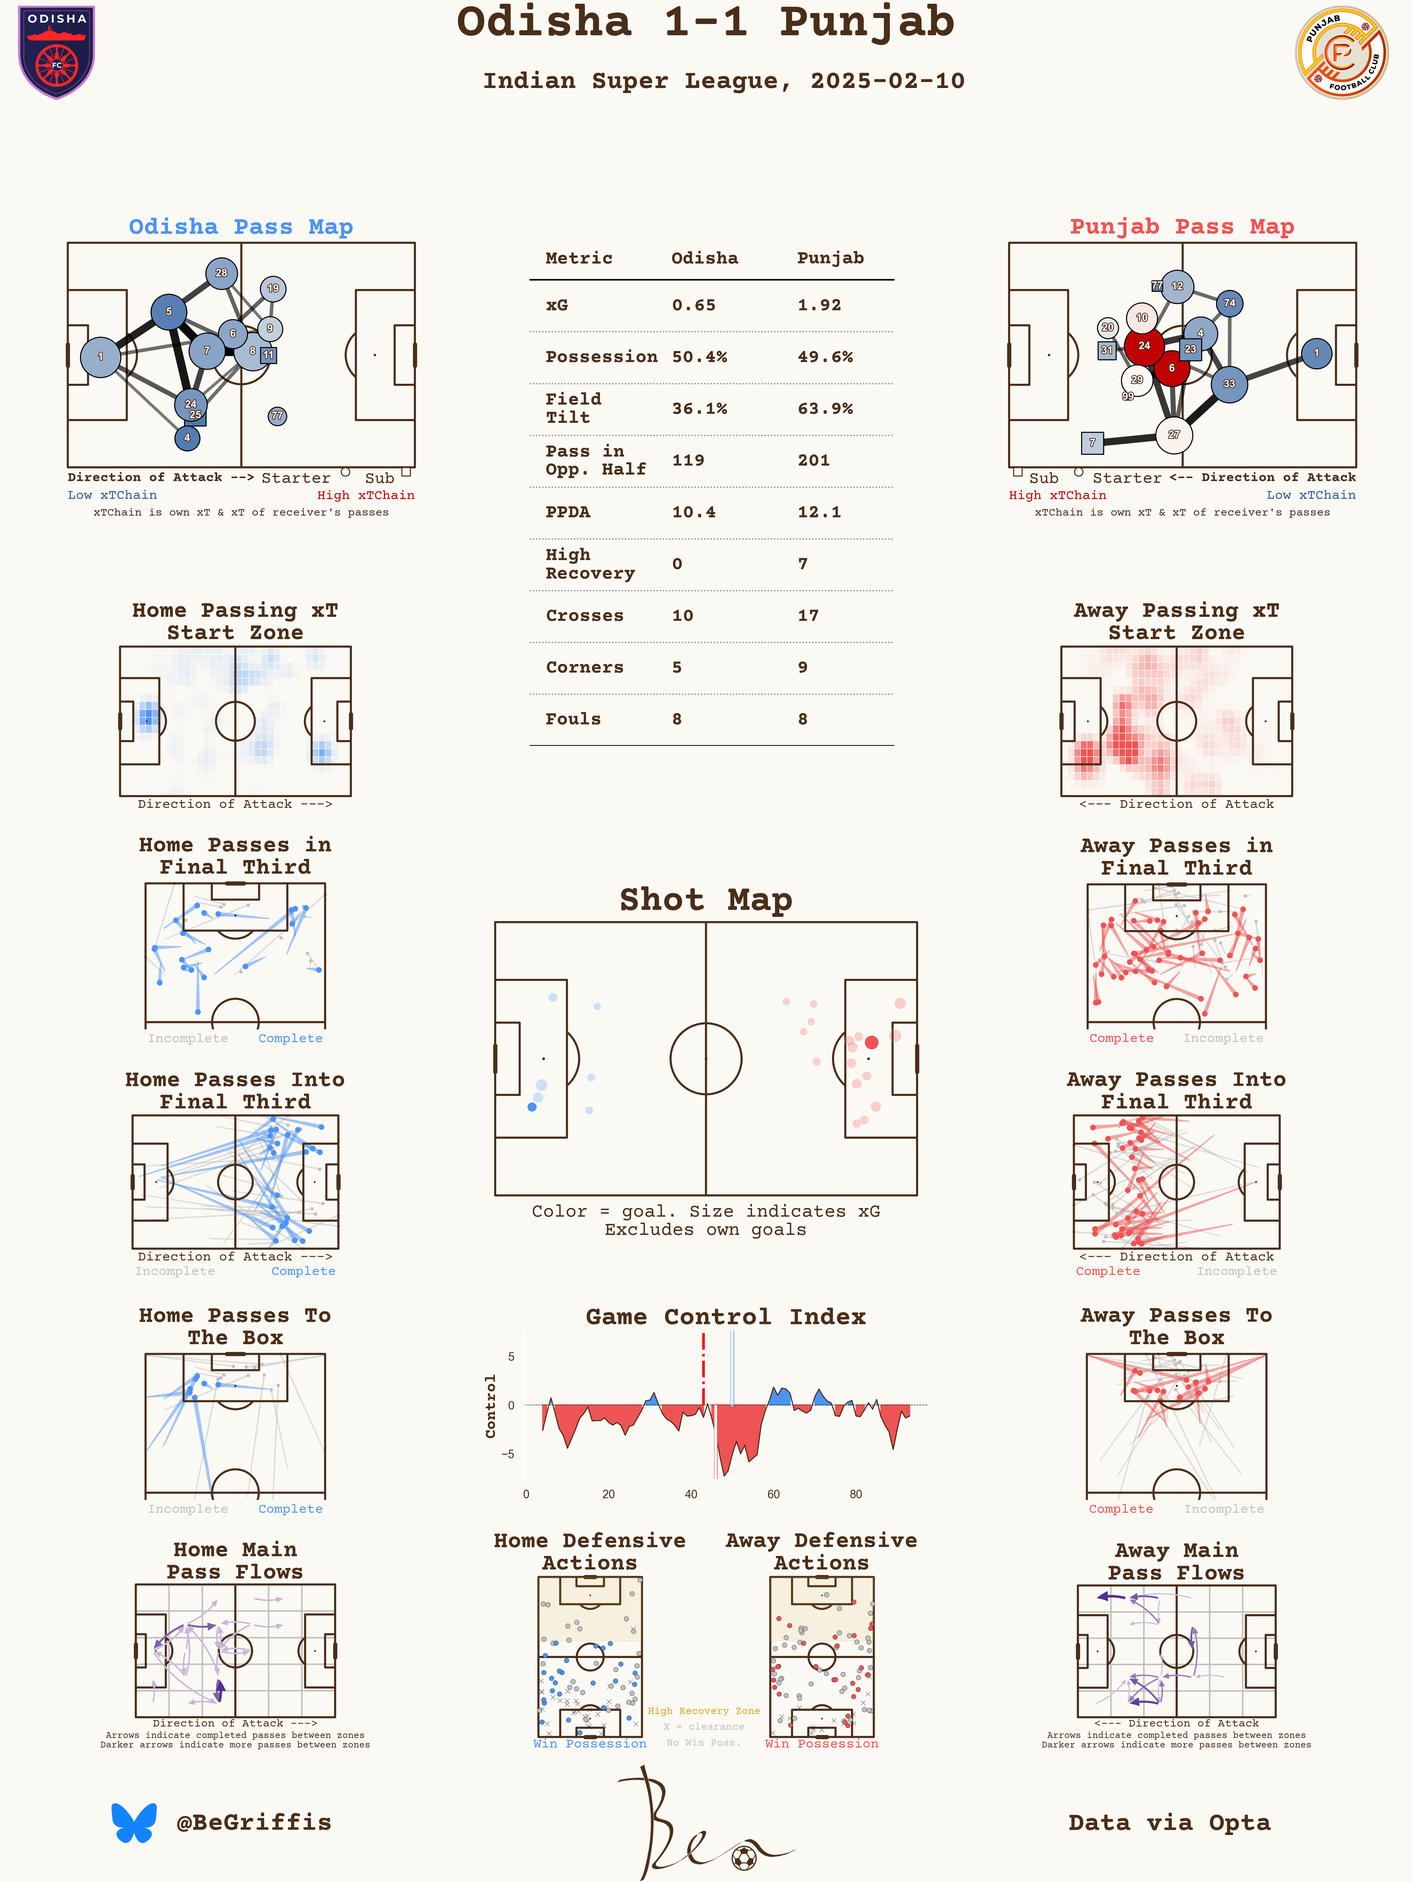 Odisha 1-1 Punjab
Indian Super League, 2025-02-10
ODISHA
FC
PUNJAB
FOOTBALL CLUB
Odisha Pass Map
28
19
5
6
9
1
7
8
11
24
25
77
4
Direction of Attack --> Starter Sub
Low xTChain High xTChain
xTChain is own xT & xT of receiver's passes
Metric Odisha Punjab
xG 0.65 1.92
Possession 50.4% 49.6%
Field
Tilt 36.1% 63.9%
Pass in
Opp. Half 119 201
PPDA 10.4 12.1
High
Recovery 0 7
Crosses 10 17
Corners 5 9
Fouls 8 8
Punjab Pass Map
77
12
74
10
20
4
31
24
23
1
6
29
33
99
27
7
Sub Starter <-- Direction of Attack
High xTChain Low xTChain
xTChain is own xT & xT of receiver's passes
Home Passing xT
Start Zone
Direction of Attack --->
Away Passing xT
Start Zone
<--- Direction of Attack
Home Passes in
Final Third
Incomplete Complete
Away Passes in
Final Third
Complete Incomplete
Shot Map
Color = goal. Size indicates xG
Excludes own goals
Home Passes Into
Final Third
Direction of Attack --->
Incomplete Complete
Away Passes Into
Final Third
<--- Direction of Attack
Complete Incomplete
Home Passes To
The Box
Incomplete Complete
Game Control Index
Control
5
0
−5
0 20 40 60 80
Away Passes To
The Box
Complete Incomplete
Home Main
Pass Flows
Direction of Attack --->
Arrows indicate completed passes between zones
Darker arrows indicate more passes between zones
Home Defensive
Actions
Win Possession
Away Defensive
Actions
Win Possession
High Recovery Zone
X = clearance
No Win Poss.
Away Main
Pass Flows
<--- Direction of Attack
Arrows indicate completed passes between zones
Darker arrows indicate more passes between zones
@BeGriffis
Ben
Data via Opta